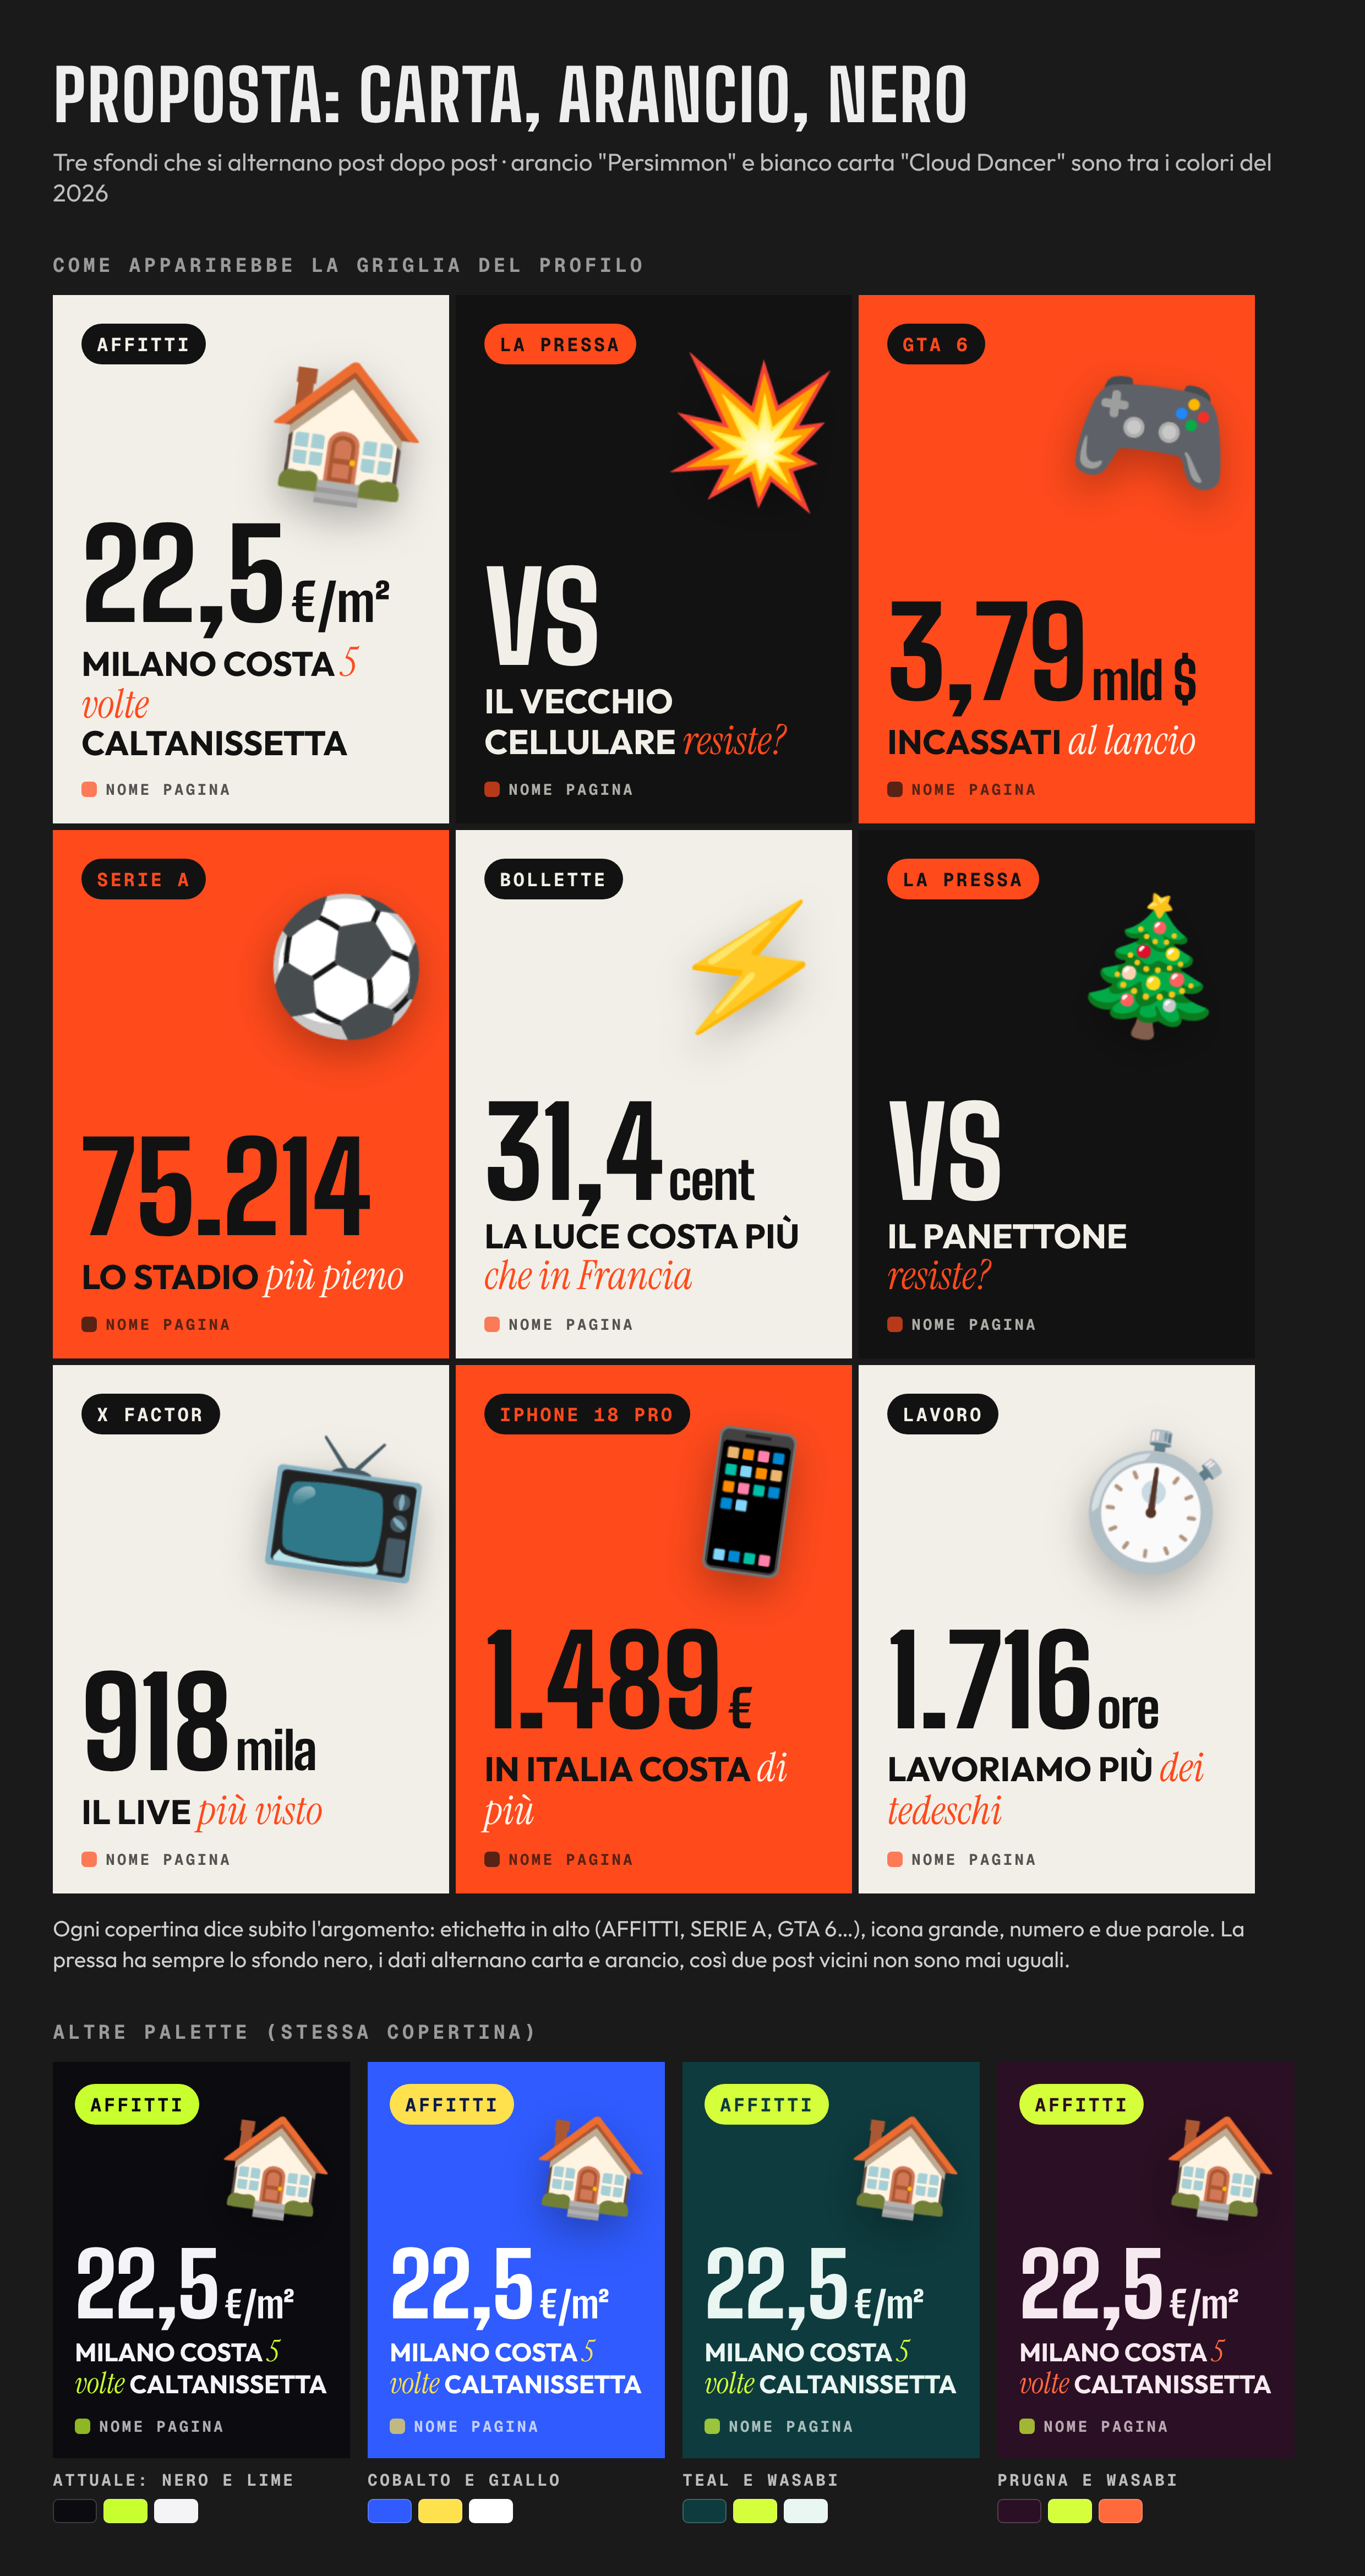 PROPOSTA: CARTA, ARANCIO, NERO
Tre sfondi che si alternano post dopo post · arancio "Persimmon" e bianco carta "Cloud Dancer" sono tra i colori del
2026
COME APPARIREBBE LA GRIGLIA DEL PROFILO
AFFITTI
22,5 €/m²
MILANO COSTA 5
volte
CALTANISSETTA
NOME PAGINA
LA PRESSA
VS
IL VECCHIO
CELLULARE resiste?
NOME PAGINA
GTA 6
3,79 mld $
INCASSATI al lancio
NOME PAGINA
SERIE A
75.214
LO STADIO più pieno
NOME PAGINA
BOLLETTE
31,4 cent
LA LUCE COSTA PIÙ
che in Francia
NOME PAGINA
LA PRESSA
VS
IL PANETTONE
resiste?
NOME PAGINA
X FACTOR
918 mila
IL LIVE più visto
NOME PAGINA
IPHONE 18 PRO
1.489 €
IN ITALIA COSTA di
più
NOME PAGINA
LAVORO
1.716 ore
LAVORIAMO PIÙ dei
tedeschi
NOME PAGINA
Ogni copertina dice subito l'argomento: etichetta in alto (AFFITTI, SERIE A, GTA 6…), icona grande, numero e due parole. La
pressa ha sempre lo sfondo nero, i dati alternano carta e arancio, così due post vicini non sono mai uguali.
ALTRE PALETTE (STESSA COPERTINA)
AFFITTI
22,5 €/m²
MILANO COSTA 5
volte CALTANISSETTA
NOME PAGINA
ATTUALE: NERO E LIME
AFFITTI
22,5 €/m²
MILANO COSTA 5
volte CALTANISSETTA
NOME PAGINA
COBALTO E GIALLO
AFFITTI
22,5 €/m²
MILANO COSTA 5
volte CALTANISSETTA
NOME PAGINA
TEAL E WASABI
AFFITTI
22,5 €/m²
MILANO COSTA 5
volte CALTANISSETTA
NOME PAGINA
PRUGNA E WASABI